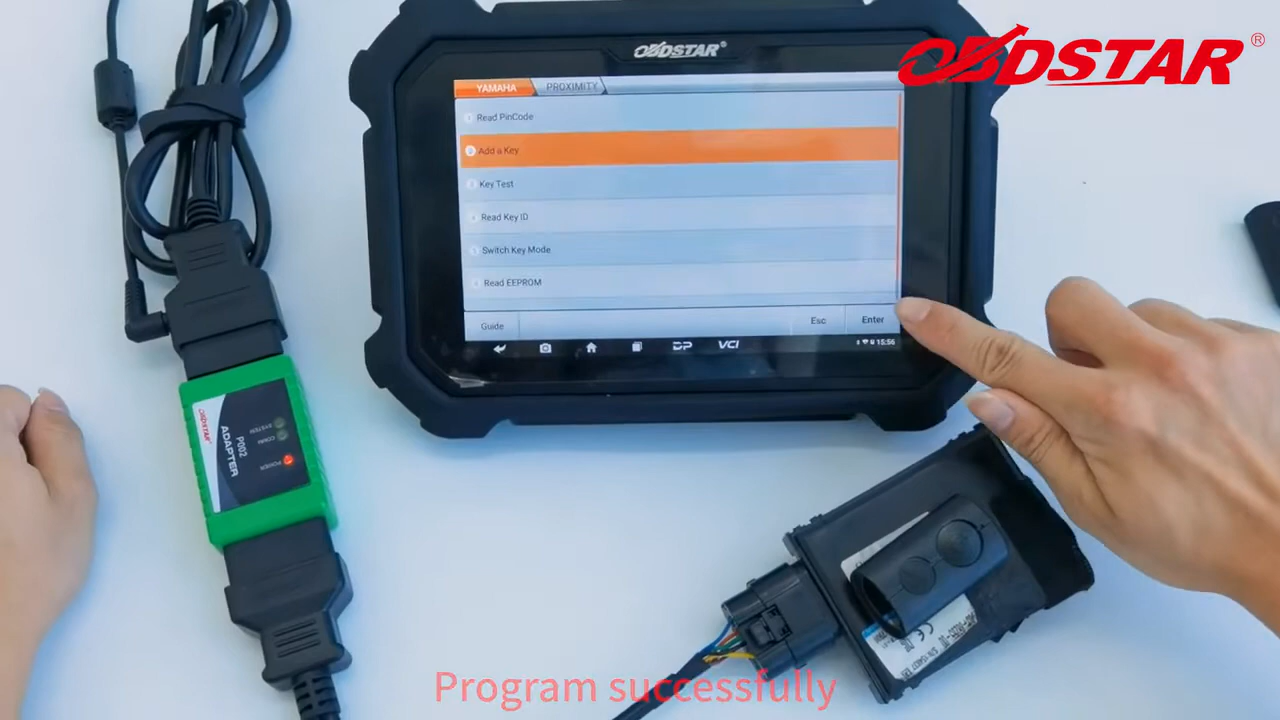 OBDSTAR®
OBDSTAR®
YAMAHA PROXIMITY
Read PinCode
Add a Key
Key Test
Read Key ID
Switch Key Mode
Read EEPROM
Guide Esc Enter
DP VCI 15:56
OBDSTAR
P002
ADAPTER
SYSTEM
COMM
POWER
CE
Program successfully